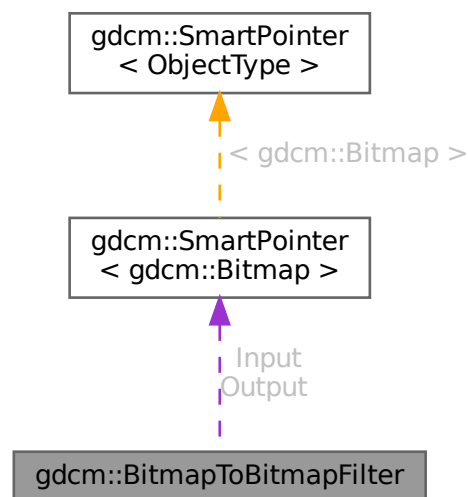 gdcm::SmartPointer
< ObjectType >
< gdcm::Bitmap >
gdcm::SmartPointer
< gdcm::Bitmap >
Input
Output
gdcm::BitmapToBitmapFilter